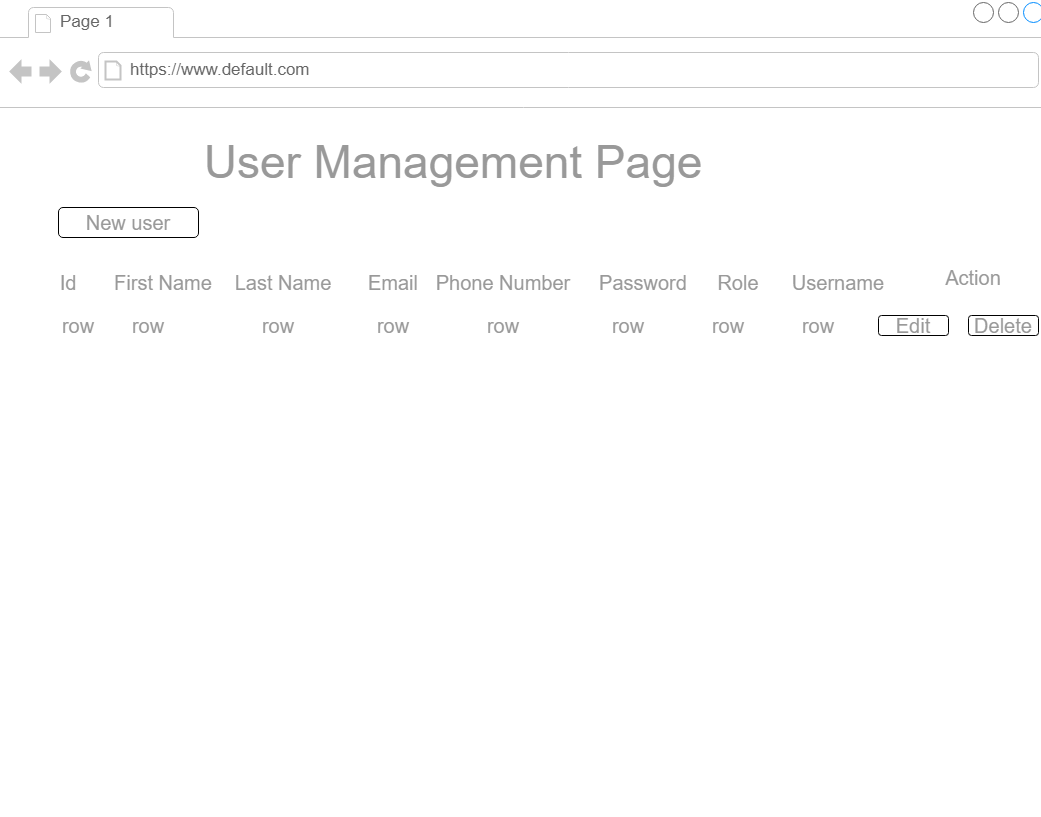 Page 1
https://www.default.com
User Management Page
New user
Id First Name Last Name Email Phone Number Password Role Username Action
row row row row row row row row Edit Delete